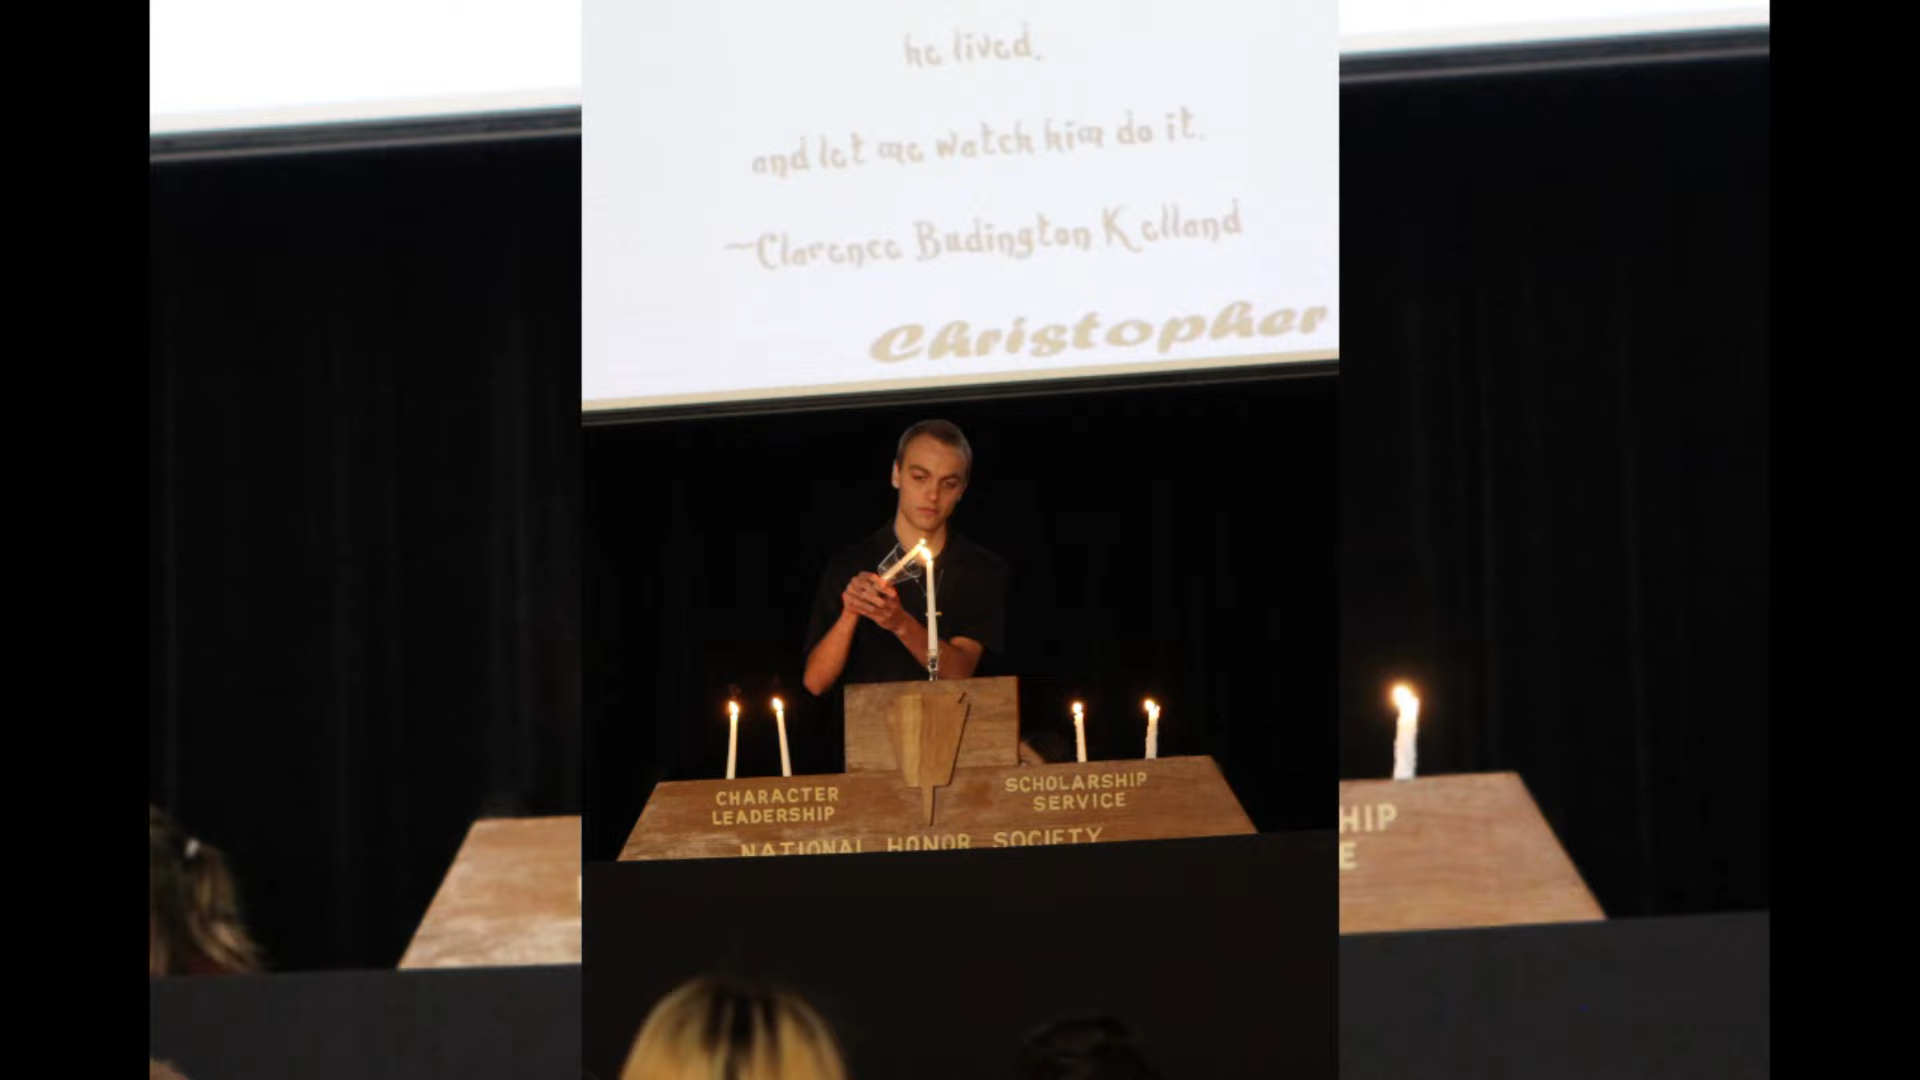 he lived.
and let me watch him do it.
~Clarence Budington Kelland
Christopher
CHARACTER
LEADERSHIP
SCHOLARSHIP
SERVICE
NATIONAL HONOR SOCIETY
HIP
E